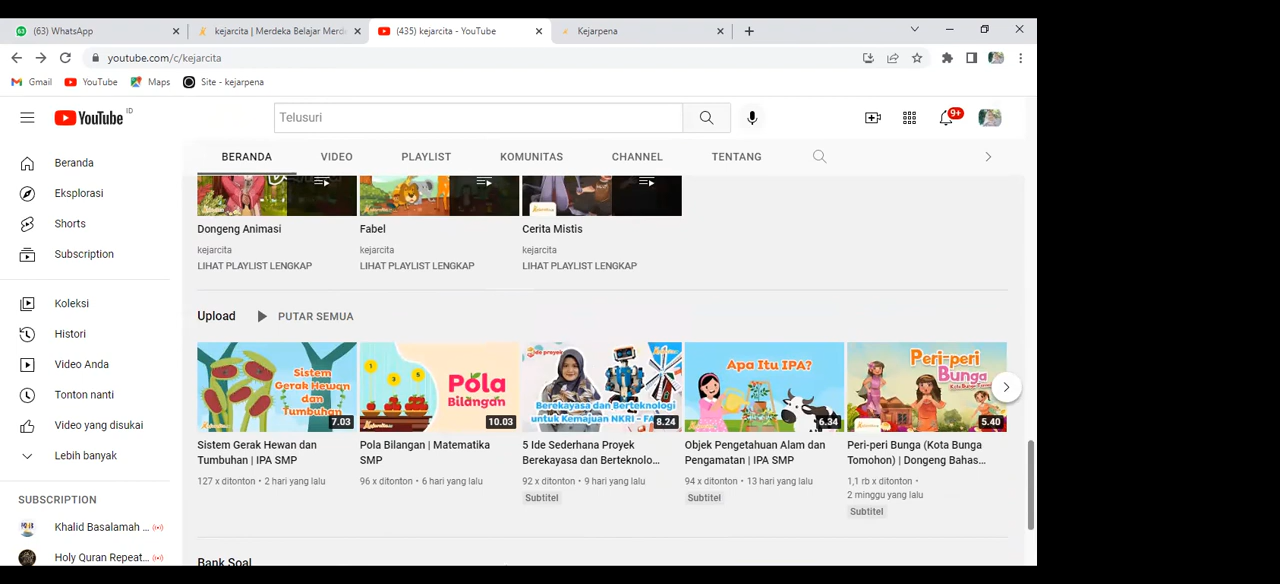 (63) WhatsApp
kejarcita | Merdeka Belajar Merd
(435) kejarcita - YouTube
Kejarpena
youtube.com/c/kejarcita
Gmail
YouTube
Maps
Site - kejarpena
YouTube ID
Telusuri
9+
BERANDA
VIDEO
PLAYLIST
KOMUNITAS
CHANNEL
TENTANG
Beranda
Eksplorasi
Shorts
Subscription
Koleksi
Histori
Video Anda
Tonton nanti
Video yang disukai
Lebih banyak
SUBSCRIPTION
Khalid Basalamah ...
Holy Quran Repeat...
Dongeng Animasi
kejarcita
LIHAT PLAYLIST LENGKAP
Fabel
kejarcita
LIHAT PLAYLIST LENGKAP
Cerita Mistis
kejarcita
LIHAT PLAYLIST LENGKAP
Upload
PUTAR SEMUA
Sistem
Gerak Hewan
dan
Tumbuhan
7.03
Sistem Gerak Hewan dan
Tumbuhan | IPA SMP
127 x ditonton • 2 hari yang lalu
1
3
5
Pola
Bilangan
10.03
Pola Bilangan | Matematika
SMP
96 x ditonton • 6 hari yang lalu
ide proyek
Berekayasa dan Berteknologi
untuk Kemajuan NKRI - FA
8.24
5 Ide Sederhana Proyek
Berekayasa dan Berteknolo...
92 x ditonton • 9 hari yang lalu
Subtitel
Apa Itu IPA?
6.34
Objek Pengetahuan Alam dan
Pengamatan | IPA SMP
94 x ditonton • 13 hari yang lalu
Subtitel
Peri-peri
Bunga
5.40
Peri-peri Bunga (Kota Bunga
Tomohon) | Dongeng Bahas...
1,1 rb x ditonton •
2 minggu yang lalu
Subtitel
Bank Soal